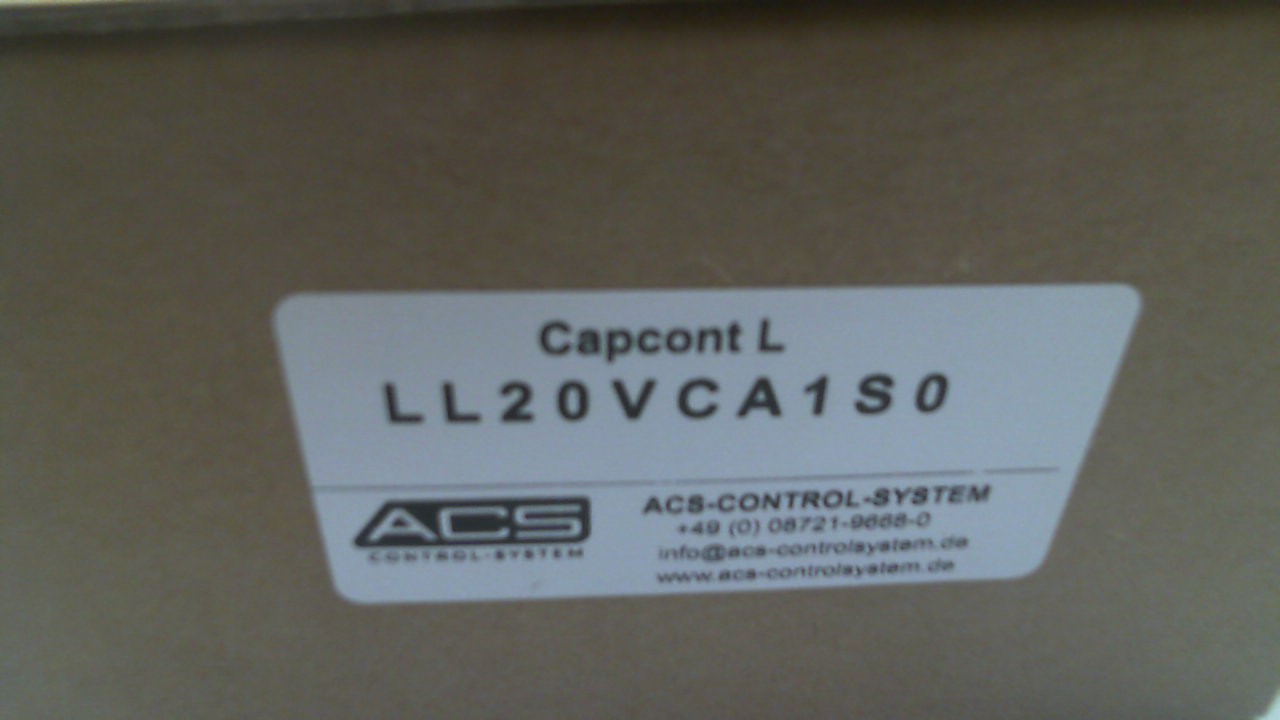 Capcont L
LL20VCA1S0
ACS
CONTROL-SYSTEM
ACS-CONTROL-SYSTEM
+49 (0) 08721-9668-0
info@acs-controlsystem.de
www.acs-controlsystem.de